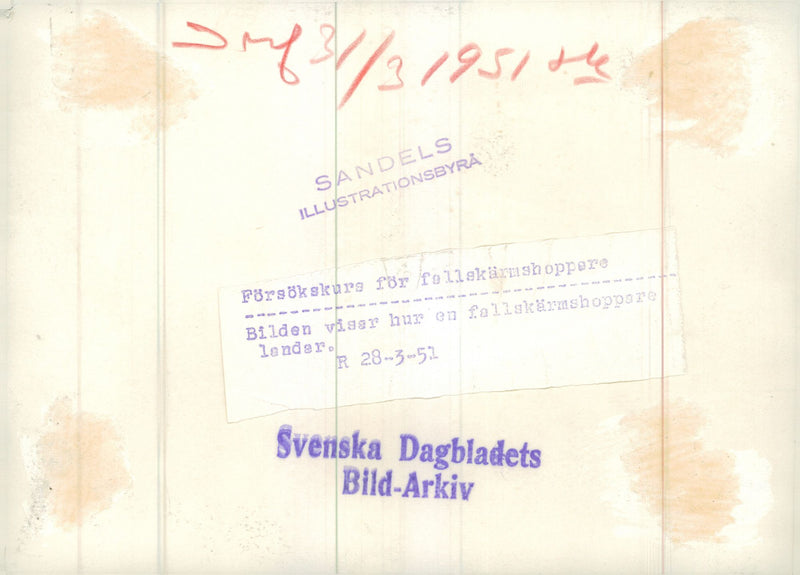 31/3 1951
SANDELS
ILLUSTRATIONSBYRÅ
Försökskurs för fallskärmshoppare
Bilden visar hur en fallskärmshoppare
landar.
R 28-3-51
Svenska Dagbladets
Bild-Arkiv